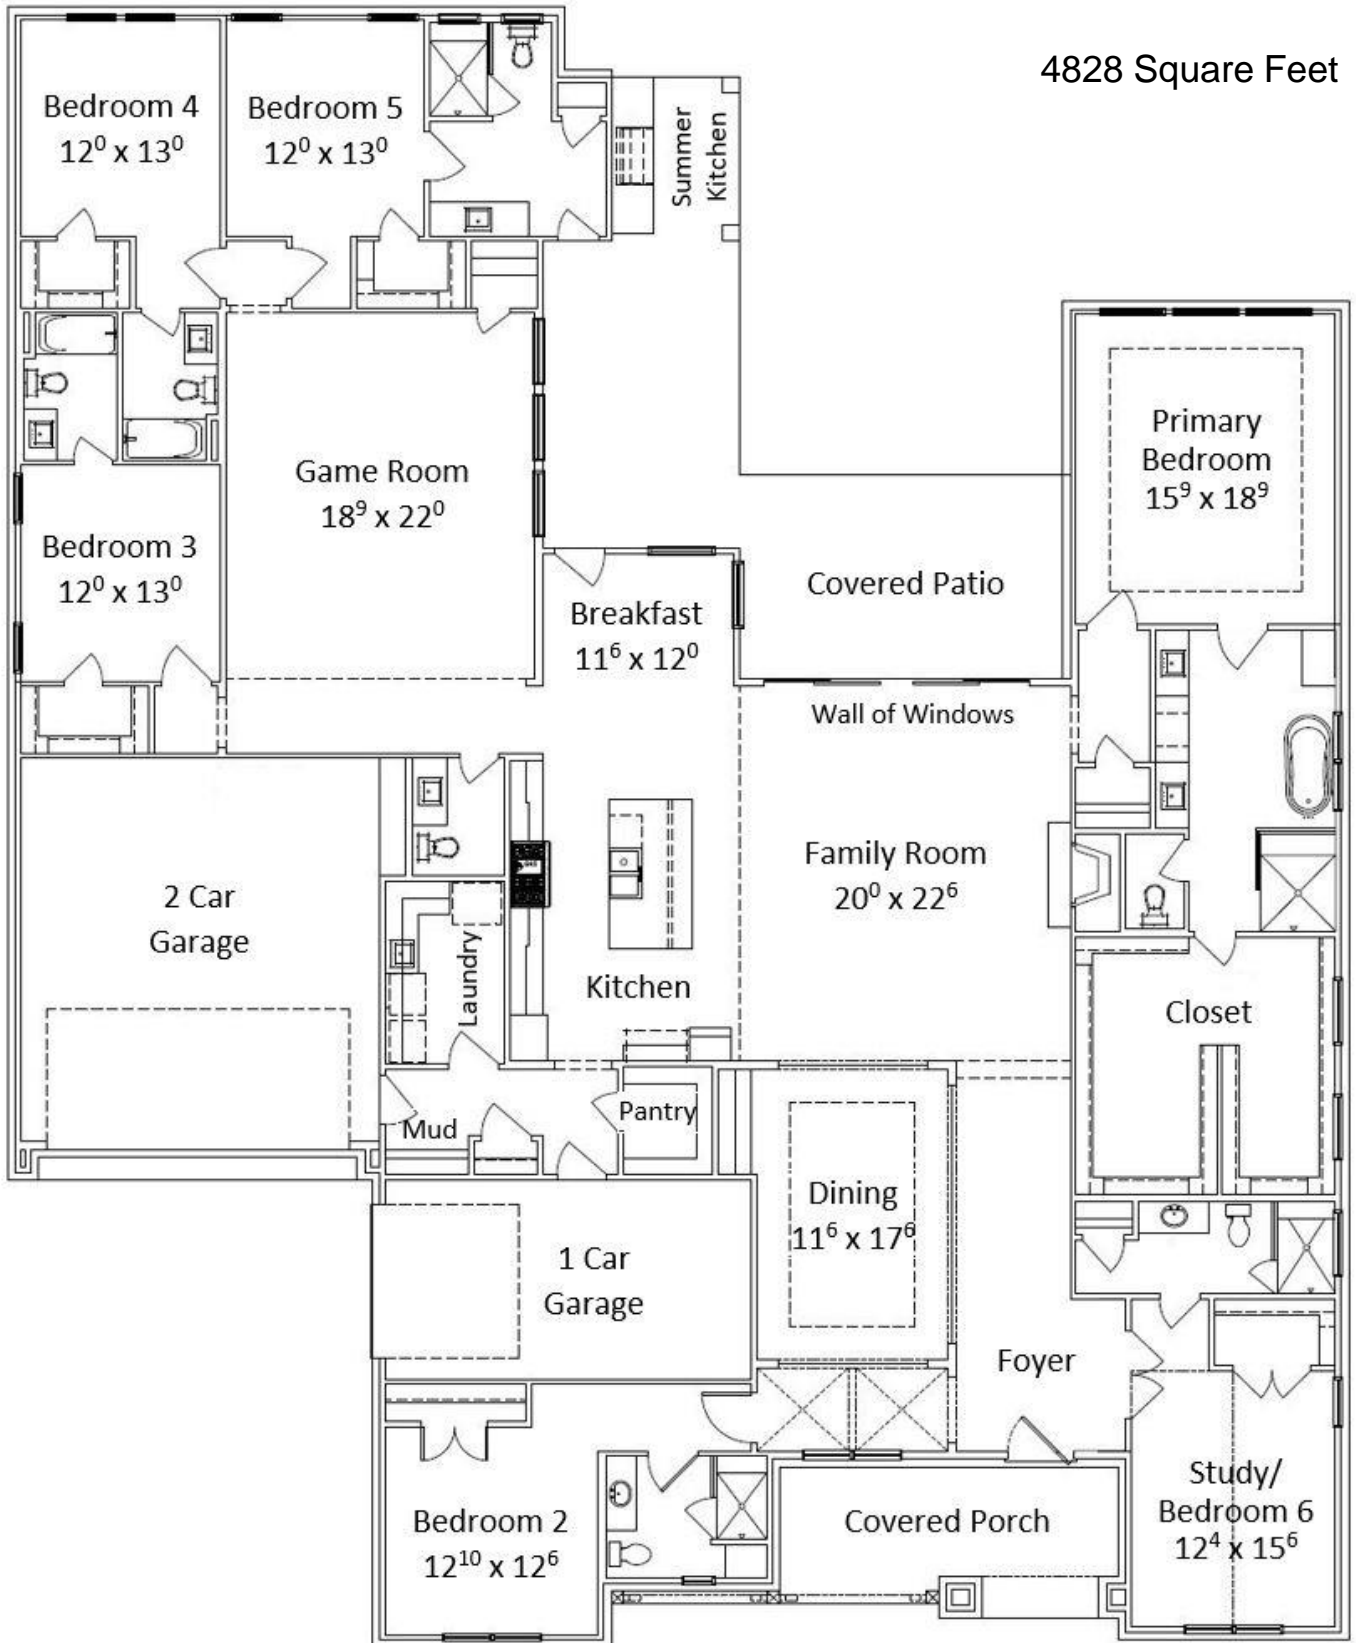 4828 Square Feet
Bedroom 4
12⁰ x 13⁰
Bedroom 5
12⁰ x 13⁰
Summer
Kitchen
Primary
Bedroom
15⁹ x 18⁹
Game Room
18⁹ x 22⁰
Bedroom 3
12⁰ x 13⁰
Breakfast
11⁶ x 12⁰
Covered Patio
Wall of Windows
2 Car
Garage
Family Room
20⁰ x 22⁶
Laundry
Kitchen
Closet
Mud
Pantry
Dining
11⁶ x 17⁶
1 Car
Garage
Foyer
Bedroom 2
12¹⁰ x 12⁶
Covered Porch
Study/
Bedroom 6
12⁴ x 15⁶